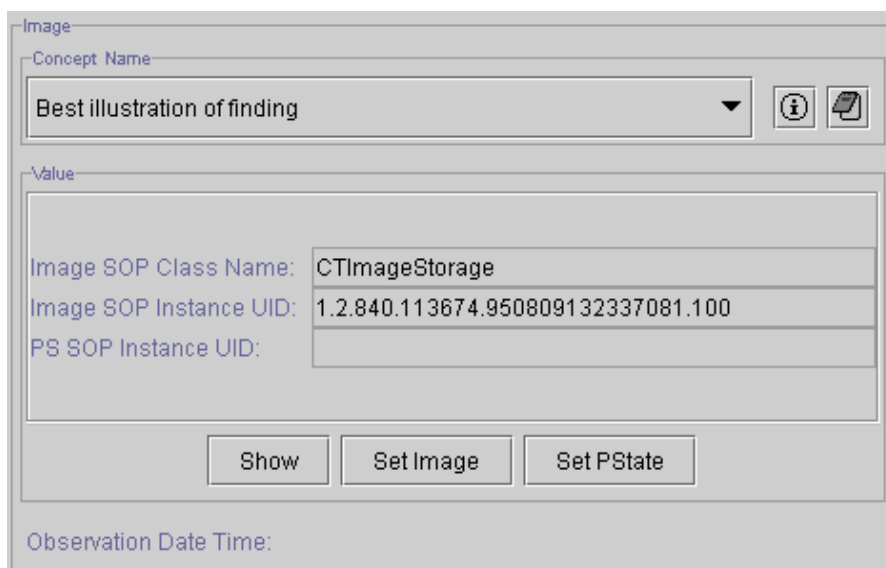 Image
Concept Name
Best illustration of finding
Value
Image SOP Class Name: CTImageStorage
Image SOP Instance UID: 1.2.840.113674.950809132337081.100
PS SOP Instance UID:
Show Set Image Set PState
Observation Date Time: